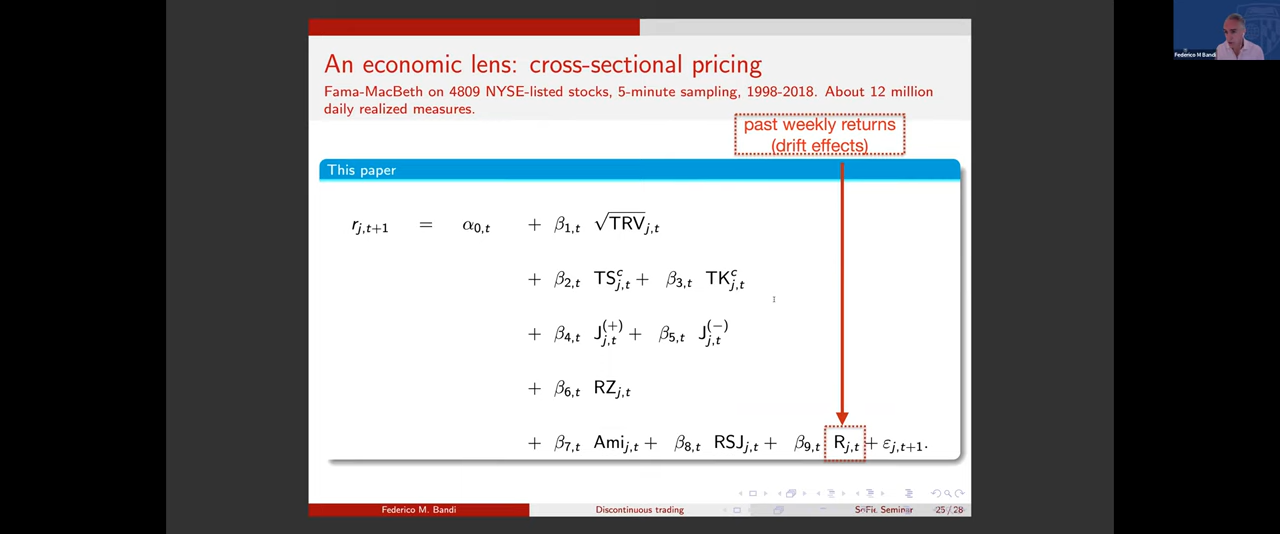 An economic lens: cross-sectional pricing
Fama-MacBeth on 4809 NYSE-listed stocks, 5-minute sampling, 1998-2018. About 12 million
daily realized measures.
past weekly returns
(drift effects)
This paper
r_{j,t+1} = α_{0,t} + β_{1,t} √TRV_{j,t}
+ β_{2,t} TS^c_{j,t} + β_{3,t} TK^c_{j,t}
+ β_{4,t} J^{(+)}_{j,t} + β_{5,t} J^{(−)}_{j,t}
+ β_{6,t} RZ_{j,t}
+ β_{7,t} Ami_{j,t} + β_{8,t} RSJ_{j,t} + β_{9,t} R_{j,t} + ε_{j,t+1}.
Federico M. Bandi Discontinuous trading SoFiE Seminar 25 / 28
Federico M Bandi